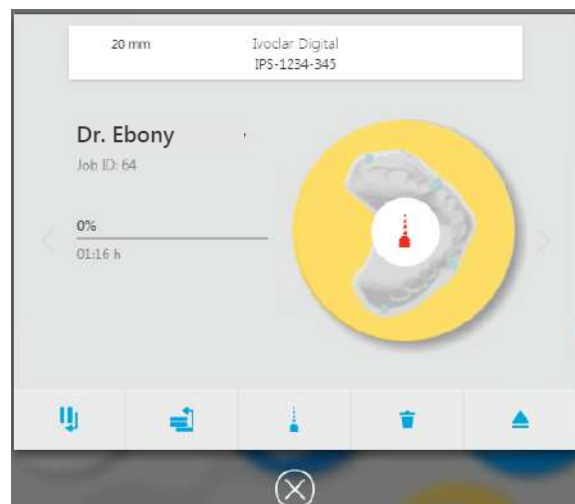 20 mm
Ivoclar Digital
IPS-1234-345
Dr. Ebony
Job ID: 64
0%
01:16 h